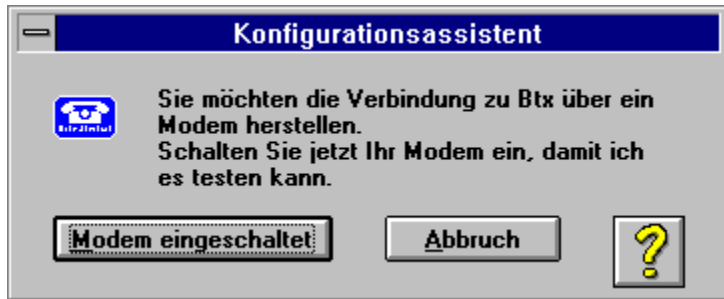 Konfigurationsassistent
Sie möchten die Verbindung zu Btx über ein
Modem herstellen.
Schalten Sie jetzt Ihr Modem ein, damit ich
es testen kann.
Modem eingeschaltet
Abbruch
?